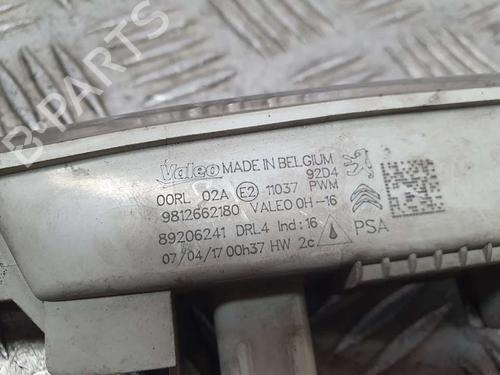 Valeo MADE IN BELGIUM
92D4
00RL 02A E2 11037 PWM
9812662180 VALEO 0H-16
89206241 DRL4 Ind:16
PSA
07/04/17 00h37 HW 2c
B-PARTS